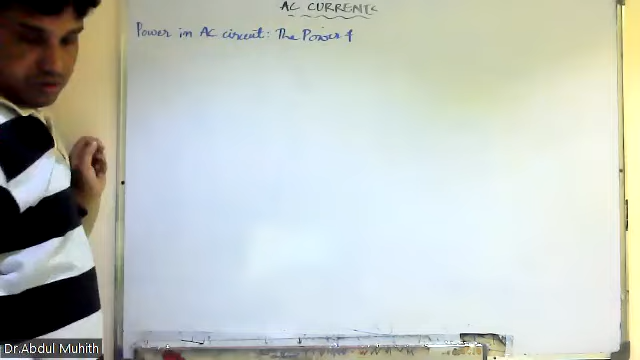 AC CURRENTS
Power in AC circuit: The Power f
Dr.Abdul Muhith